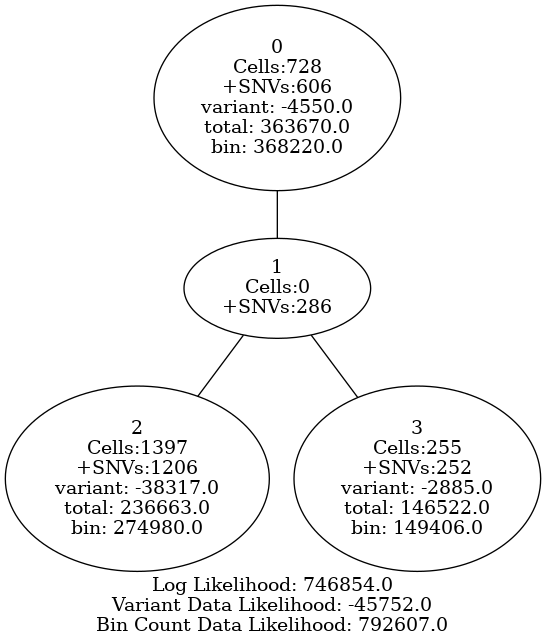 0
Cells:728
+SNVs:606
variant: -4550.0
total: 363670.0
bin: 368220.0
1
Cells:0
+SNVs:286
2
Cells:1397
+SNVs:1206
variant: -38317.0
total: 236663.0
bin: 274980.0
3
Cells:255
+SNVs:252
variant: -2885.0
total: 146522.0
bin: 149406.0
Log Likelihood: 746854.0
Variant Data Likelihood: -45752.0
Bin Count Data Likelihood: 792607.0